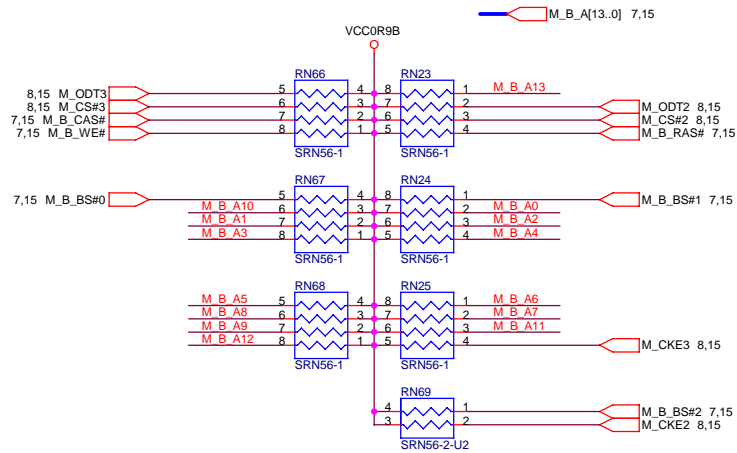 M_B_A[13..0] 7,15
VCC0R9B
RN66 RN23
8,15 M_ODT3 5 4 8 1 M_B_A13
8,15 M_CS#3 6 3 7 2 M_ODT2 8,15
7,15 M_B_CAS# 7 2 6 3 M_CS#2 8,15
7,15 M_B_WE# 8 1 5 4 M_B_RAS# 7,15
SRN56-1 SRN56-1
RN67 RN24
7,15 M_B_BS#0 5 4 8 1 M_B_BS#1 7,15
M_B_A10 6 3 7 2 M_B_A0
M_B_A1 7 2 6 3 M_B_A2
M_B_A3 8 1 5 4 M_B_A4
SRN56-1 SRN56-1
RN68 RN25
M_B_A5 5 4 8 1 M_B_A6
M_B_A8 6 3 7 2 M_B_A7
M_B_A9 7 2 6 3 M_B_A11
M_B_A12 8 1 5 4 M_CKE3 8,15
SRN56-1 SRN56-1
RN69
4 1 M_B_BS#2 7,15
3 2 M_CKE2 8,15
SRN56-2-U2